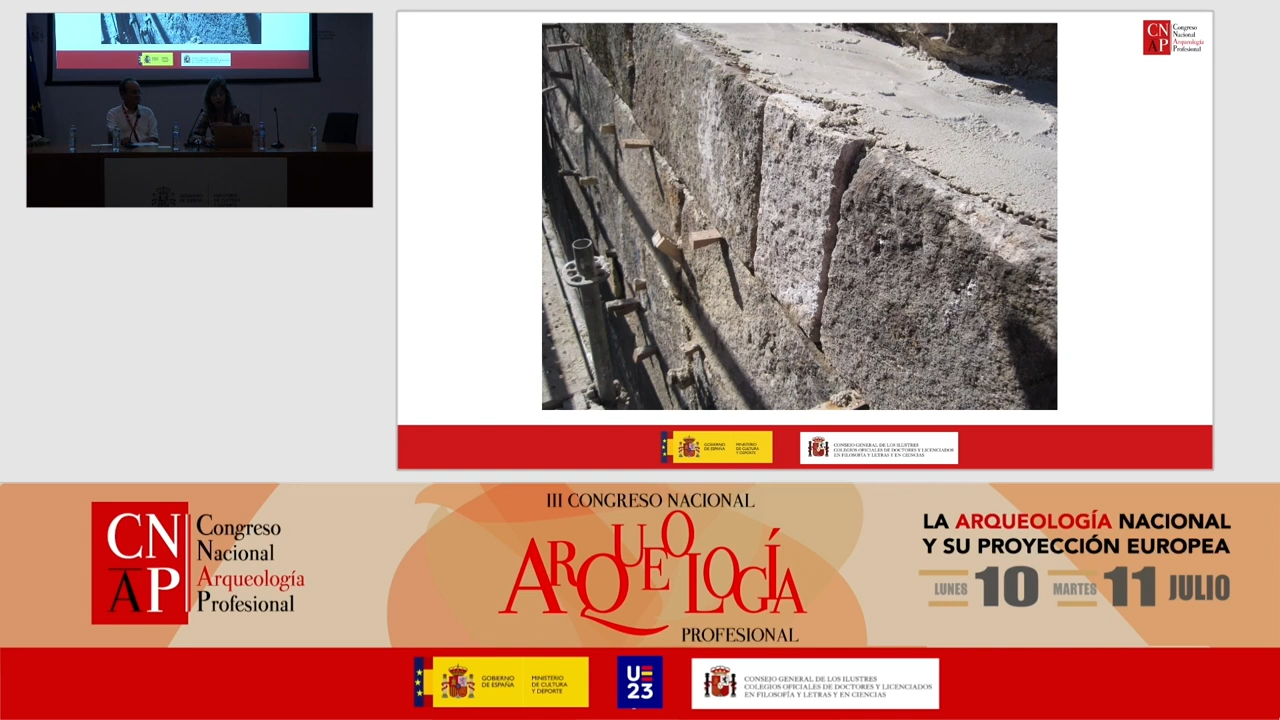 CN
AP
Congreso
Nacional
Arqueología
Profesional
GOBIERNO
DE ESPAÑA
MINISTERIO
DE CULTURA
Y DEPORTE
CONSEJO GENERAL DE LOS ILUSTRES
COLEGIOS OFICIALES DE DOCTORES Y LICENCIADOS
EN FILOSOFÍA Y LETRAS Y EN CIENCIAS
CN
AP
Congreso
Nacional
Arqueología
Profesional
III CONGRESO NACIONAL
ARQUEOLOGÍA
PROFESIONAL
LA ARQUEOLOGÍA NACIONAL
Y SU PROYECCIÓN EUROPEA
LUNES 10 MARTES 11 JULIO
GOBIERNO
DE ESPAÑA
MINISTERIO
DE CULTURA
Y DEPORTE
UE
23
CONSEJO GENERAL DE LOS ILUSTRES
COLEGIOS OFICIALES DE DOCTORES Y LICENCIADOS
EN FILOSOFÍA Y LETRAS Y EN CIENCIAS